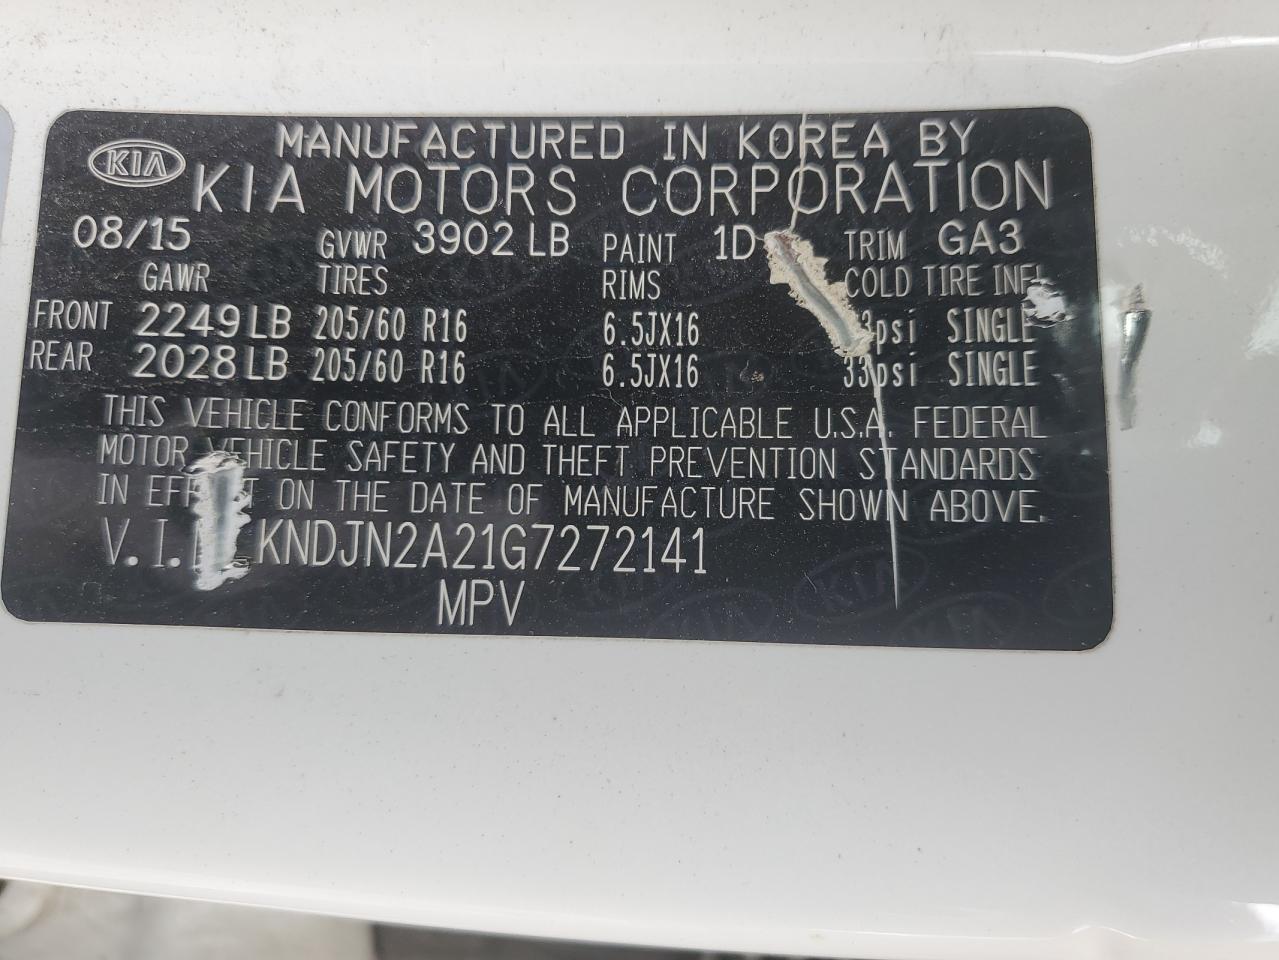 MANUFACTURED IN KOREA BY
KIA KIA MOTORS CORPORATION
08/15 GVWR 3902 LB PAINT 1D TRIM GA3
GAWR TIRES RIMS COLD TIRE
FRONT 2249 LB 205/60 R16 6.5JX16 SINGLE
REAR 2028 LB 205/60 R16 6.5JX16 33psi SINGLE
THIS VEHICLE CONFORMS TO ALL APPLICABLE U.S.A. FEDERAL
MOTOR VEHICLE SAFETY AND THEFT PREVENTION STANDARDS
IN ON THE DATE OF MANUFACTURE SHOWN ABOVE.
KNDJN2A21G7272141
MPV